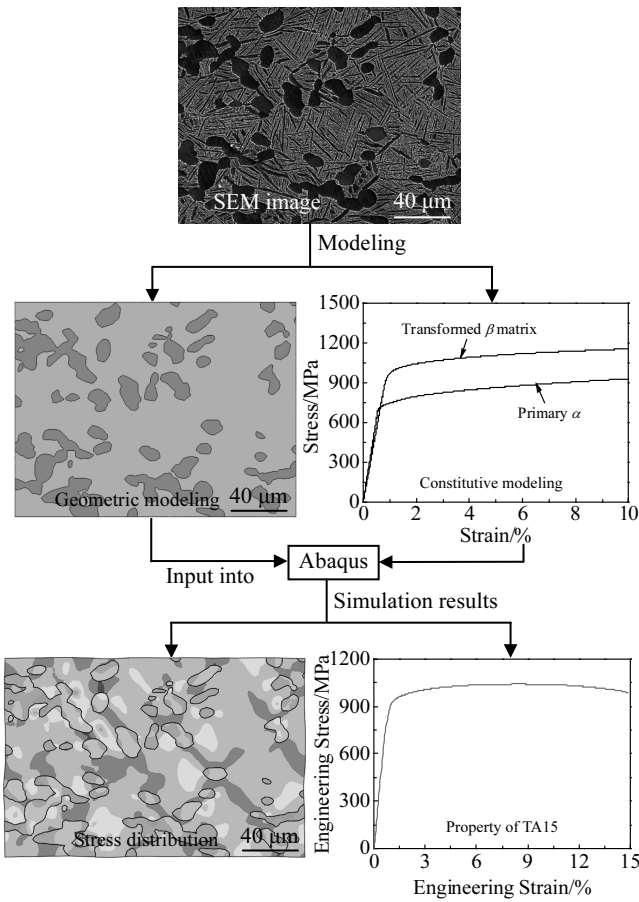 SEM image
40 μm
Modeling
Geometric modeling
40 μm
Stress/MPa
1500
1200
900
600
300
0
Transformed β matrix
Primary α
Constitutive modeling
0 2 4 6 8 10
Strain/%
Input into
Abaqus
Simulation results
Stress distribution
40 μm
Engineering Stress/MPa
1200
900
600
300
0
Property of TA15
0 3 6 9 12 15
Engineering Strain/%